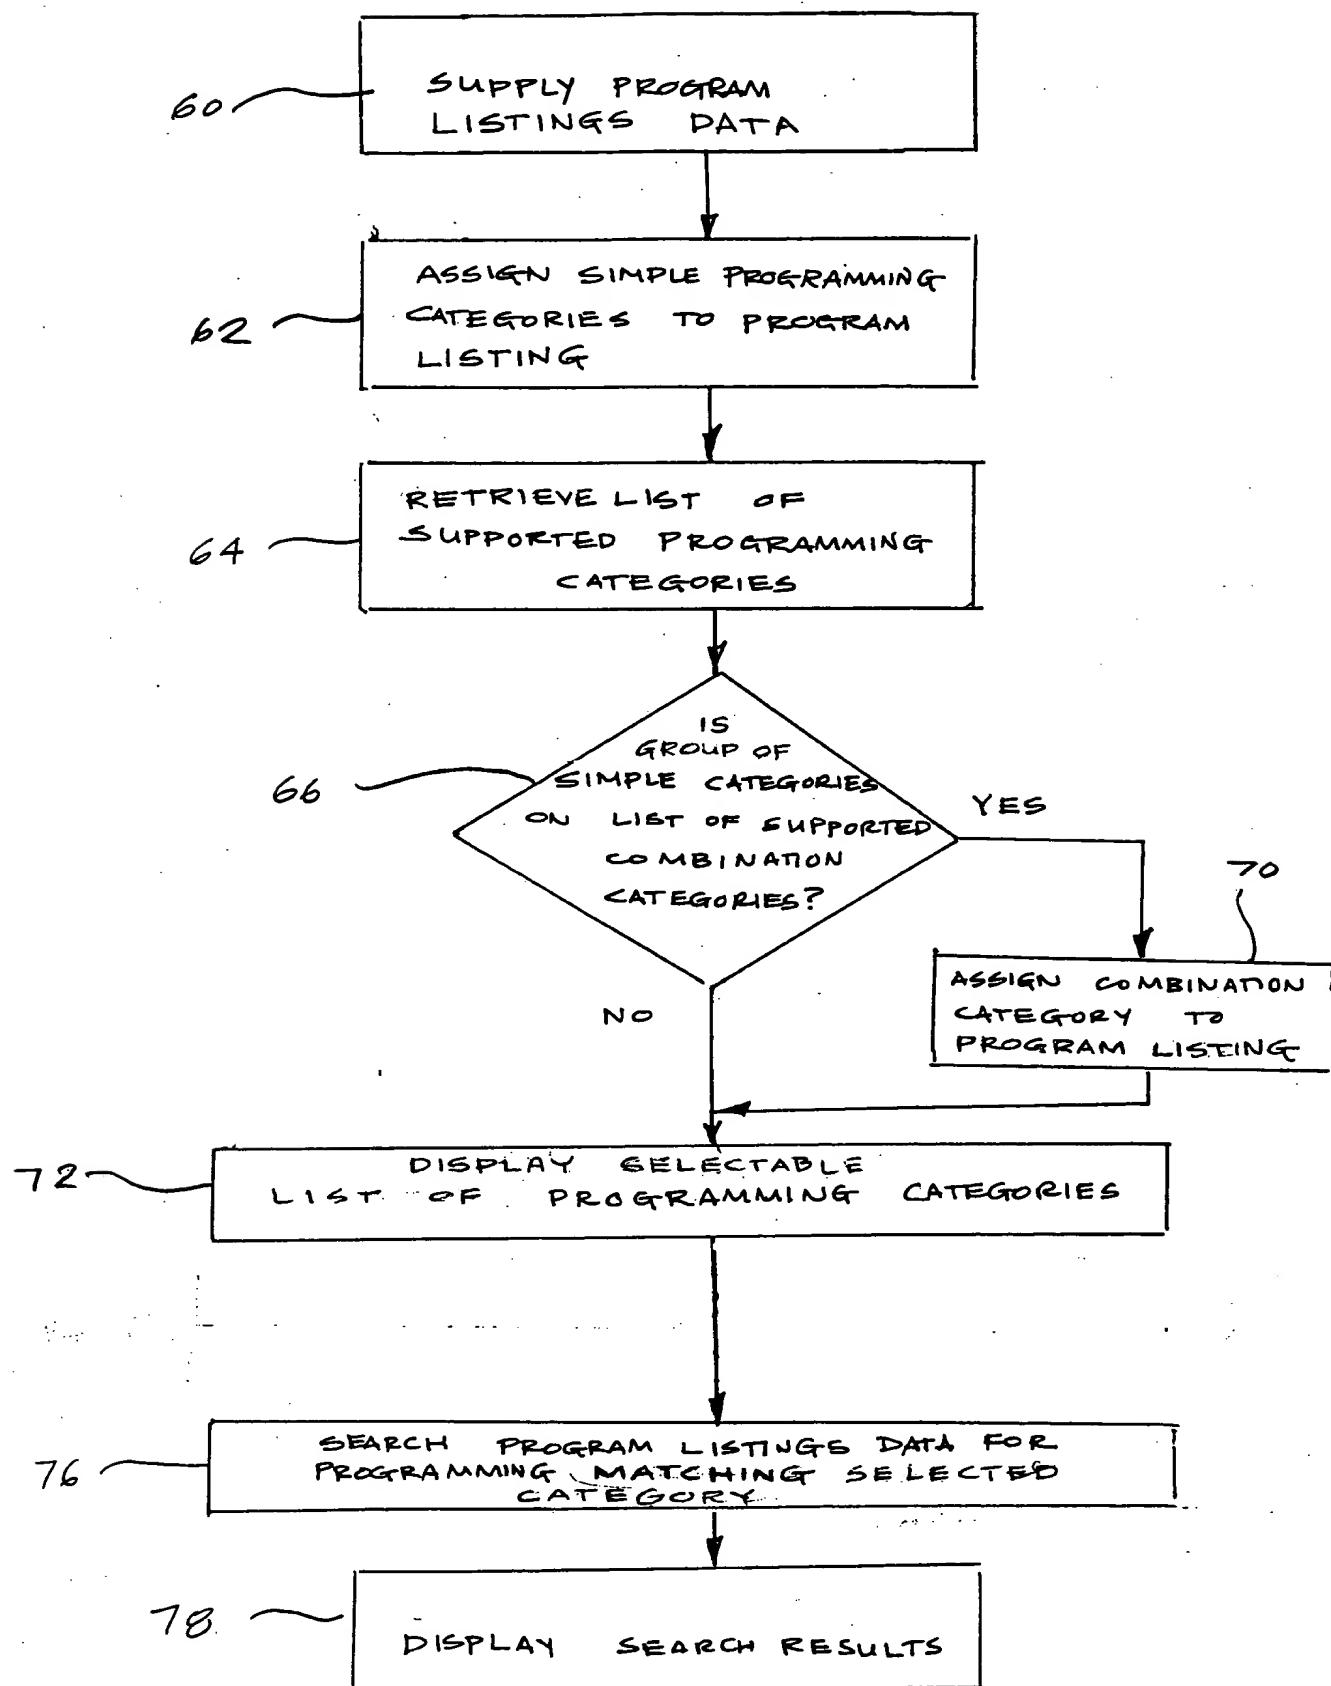 60
SUPPLY PROGRAM
LISTINGS DATA
62
ASSIGN SIMPLE PROGRAMMING
CATEGORIES TO PROGRAM
LISTING
64
RETRIEVE LIST OF
SUPPORTED PROGRAMMING
CATEGORIES
66
IS
GROUP OF
SIMPLE CATEGORIES
ON LIST OF SUPPORTED
COMBINATION
CATEGORIES?
YES
NO
70
ASSIGN COMBINATION
CATEGORY TO
PROGRAM LISTING
72
DISPLAY SELECTABLE
LIST OF PROGRAMMING CATEGORIES
76
SEARCH PROGRAM LISTINGS DATA FOR
PROGRAMMING MATCHING SELECTED
CATEGORY
78
DISPLAY SEARCH RESULTS